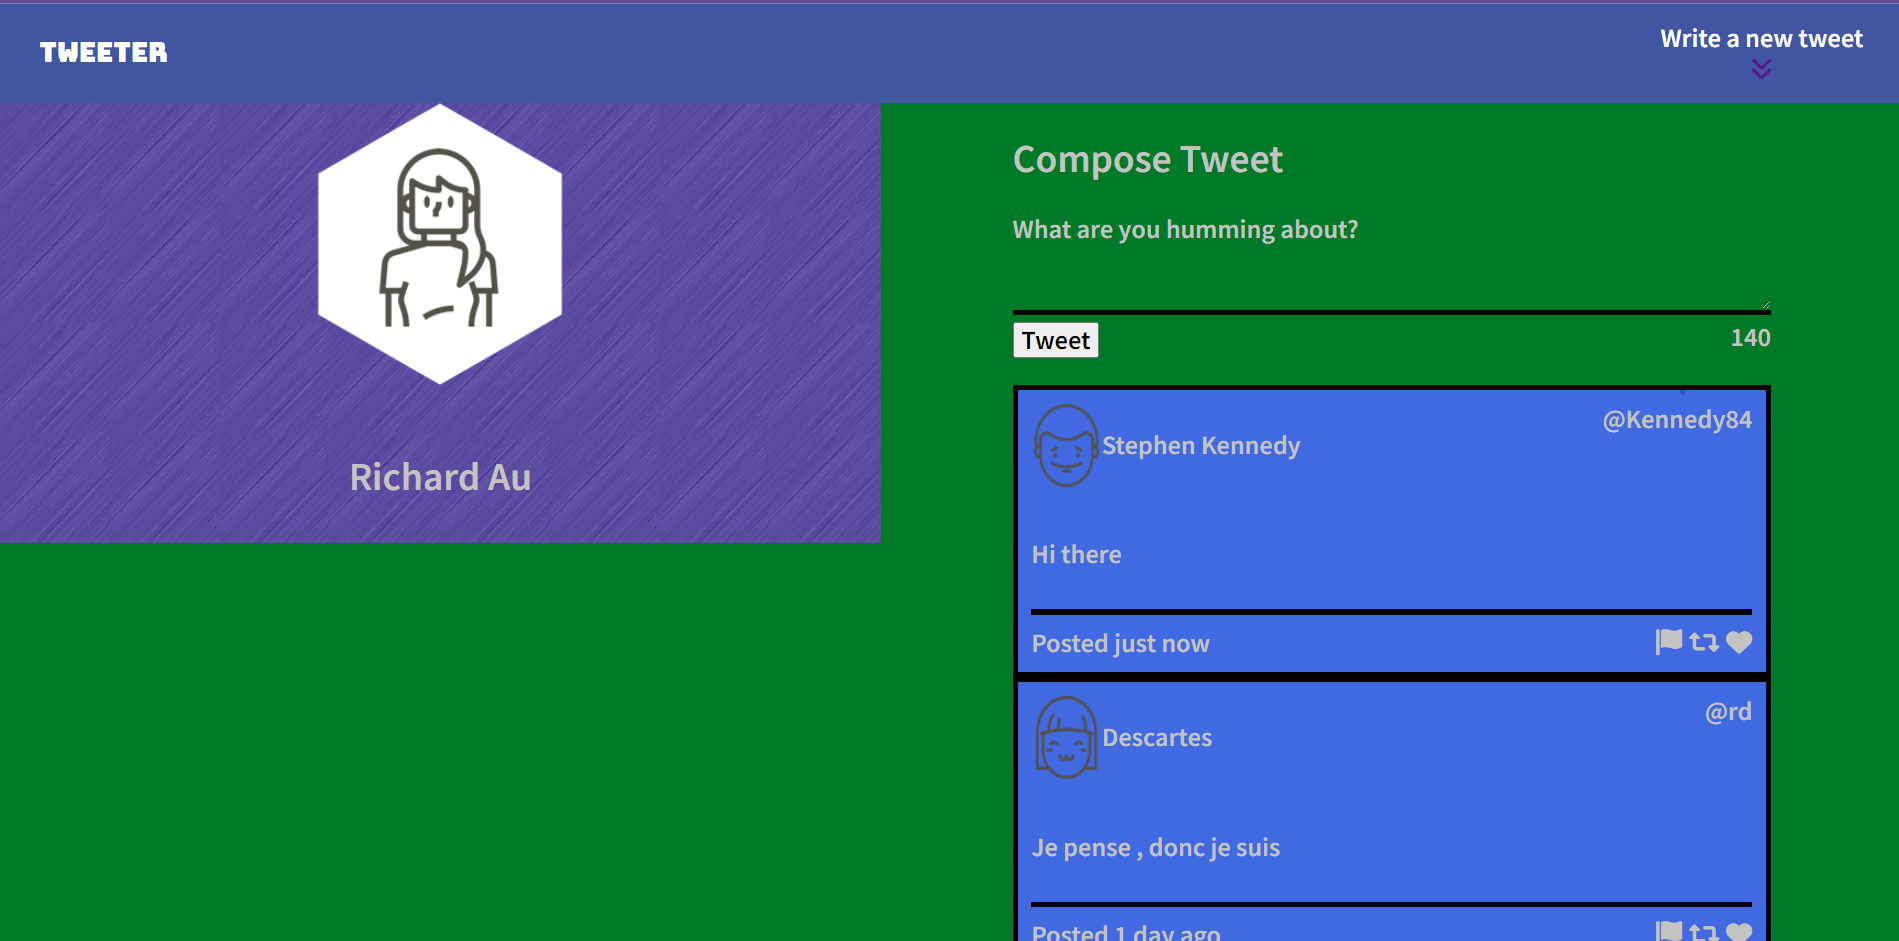 TWEETER
Write a new tweet
Richard Au
Compose Tweet
What are you humming about?
Tweet
140
Stephen Kennedy
@Kennedy84
Hi there
Posted just now
Descartes
@rd
Je pense , donc je suis
Posted 1 day ago